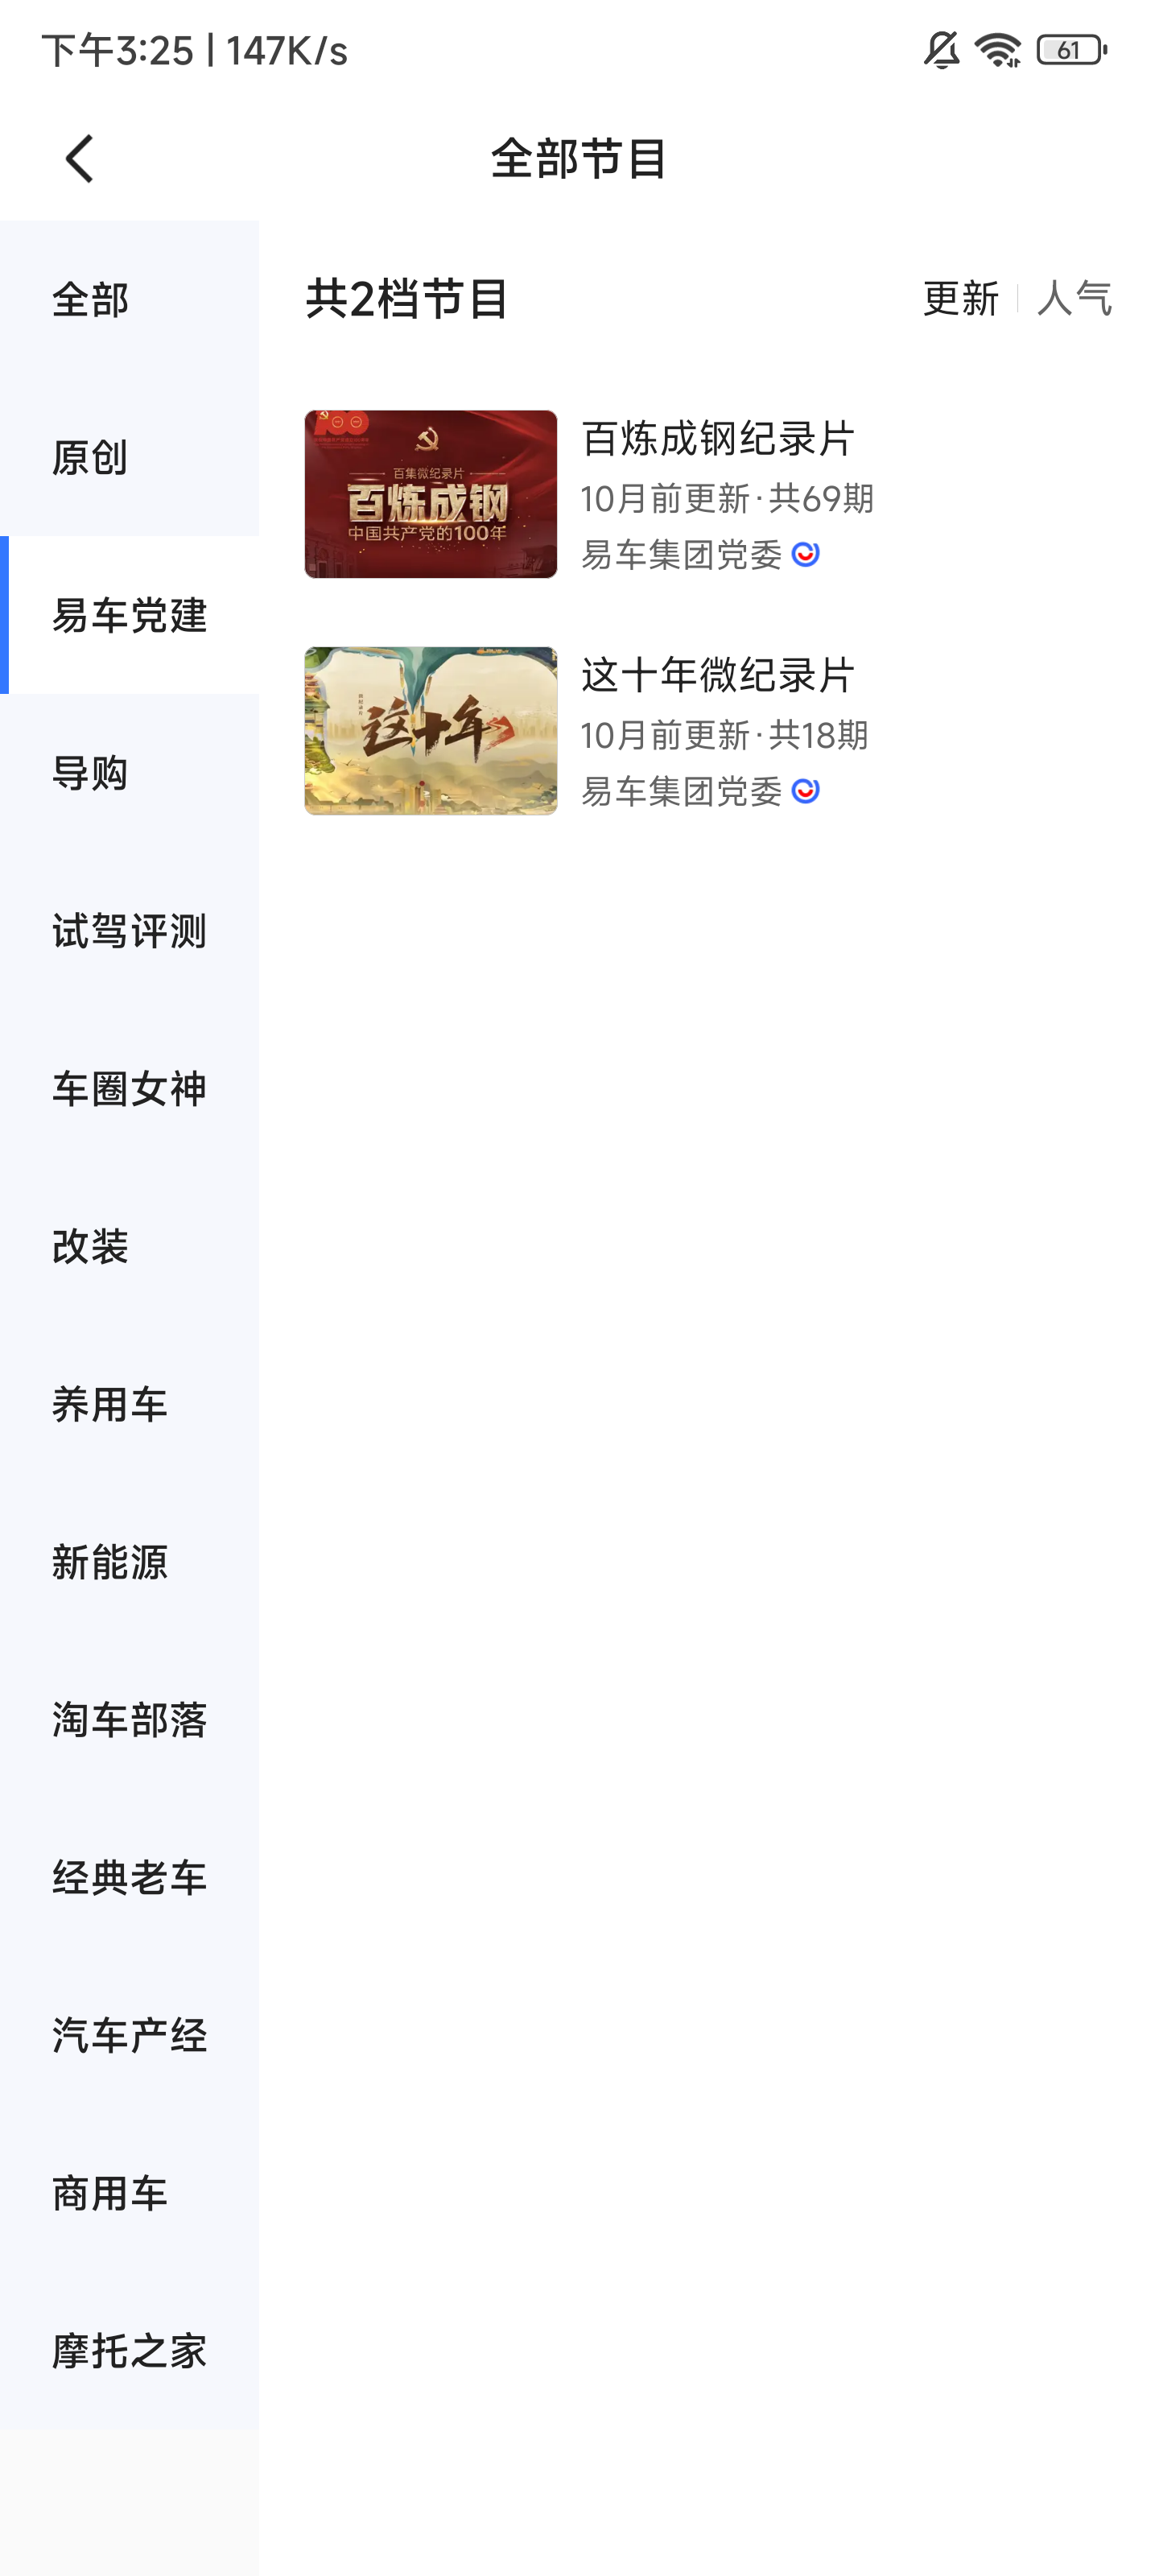 下午3:25 | 147K/s
61
全部节目
全部
原创
易车党建
导购
试驾评测
车圈女神
改装
养用车
新能源
淘车部落
经典老车
汽车产经
商用车
摩托之家
共2档节目
更新 | 人气
100
百集微纪录片
百炼成钢
中国共产党的100年
百炼成钢纪录片
10月前更新·共69期
易车集团党委
这十年
这十年微纪录片
10月前更新·共18期
易车集团党委